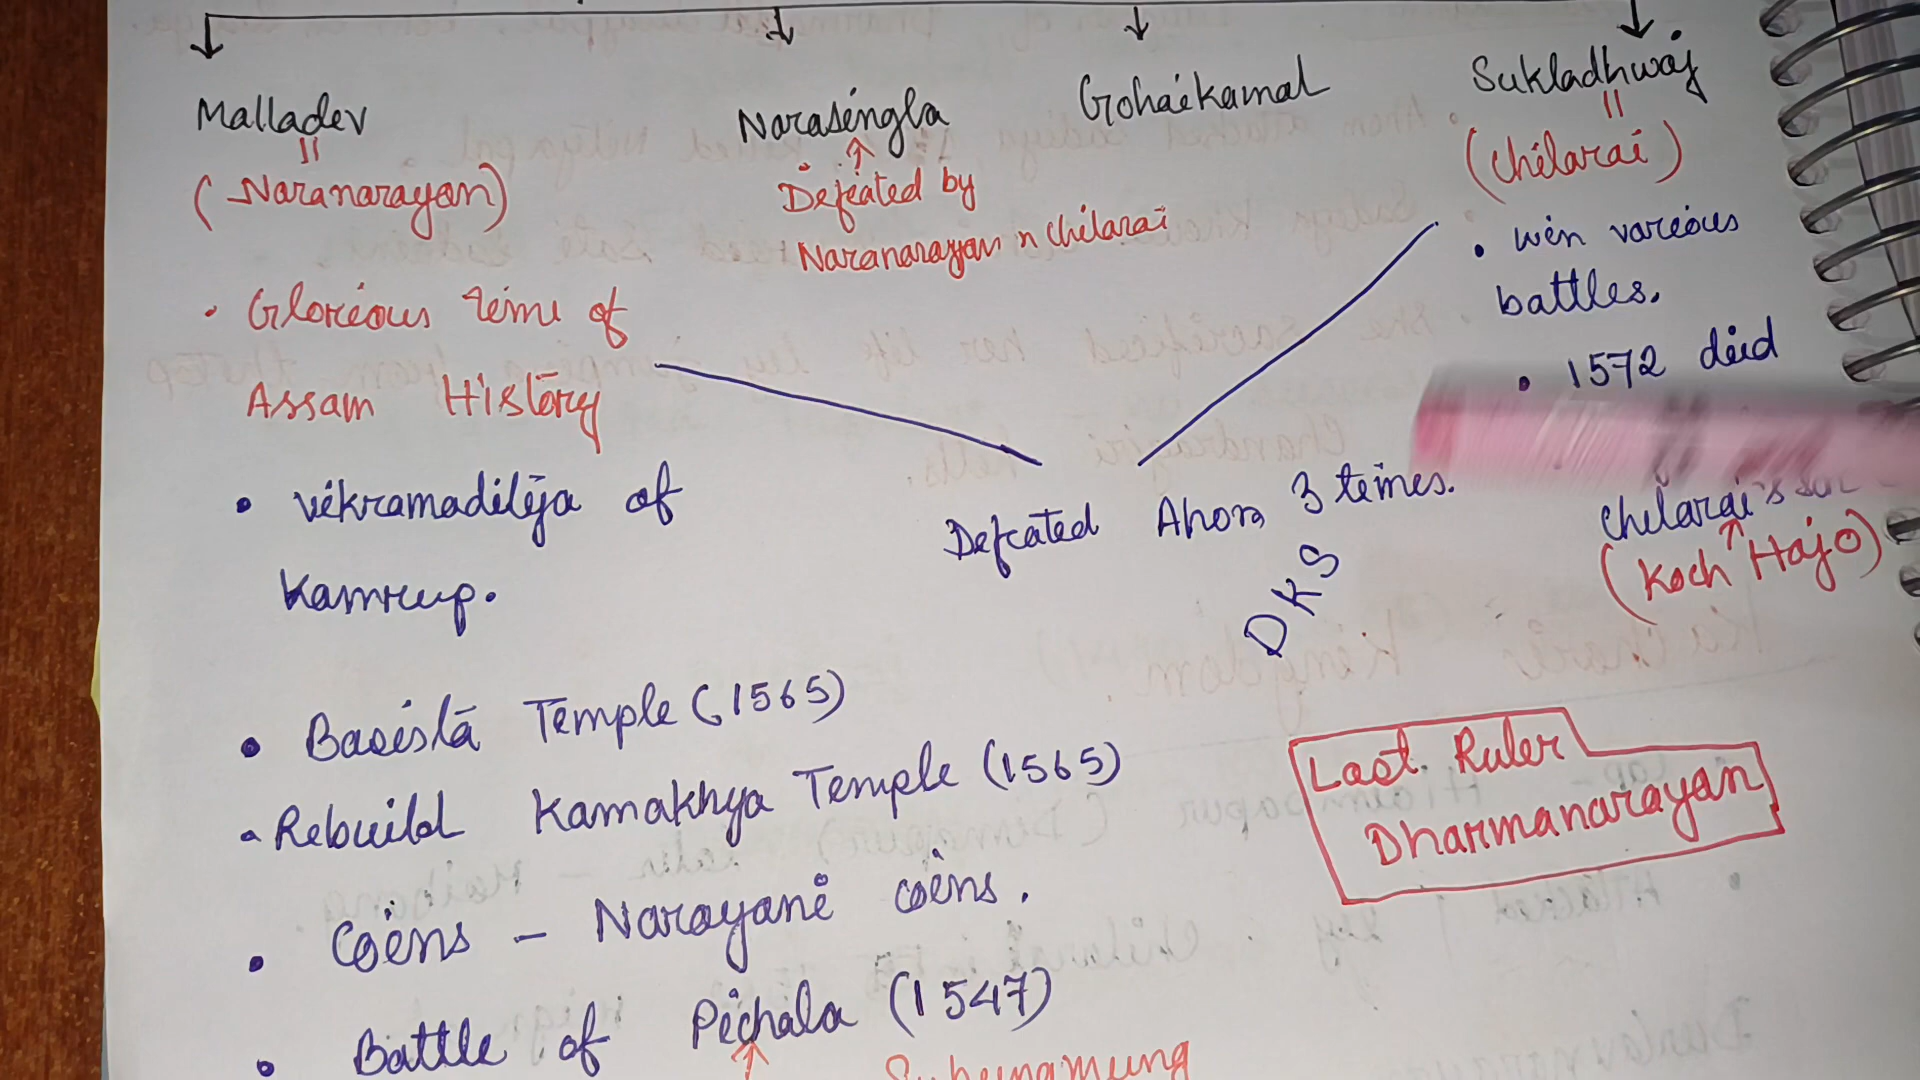 Malladev
(Naranarayan)
• Glorious time of
Assam History
• vikramaditya of
Kamrup.
Narasingha
Defeated by
Naranarayan n Chilarai
Gohaikamal
Sukladhwaj
(Chilarai)
• win various
battles.
• 1572 died
Chilarai's
(Koch Hajo)
Defeated Ahom 3 times.
DKS
• Basista Temple (1565)
• Rebuild Kamakhya Temple (1565)
• Coins – Narayani coins.
• Battle of Pichala (1547)
Last Ruler
Dharmanarayan